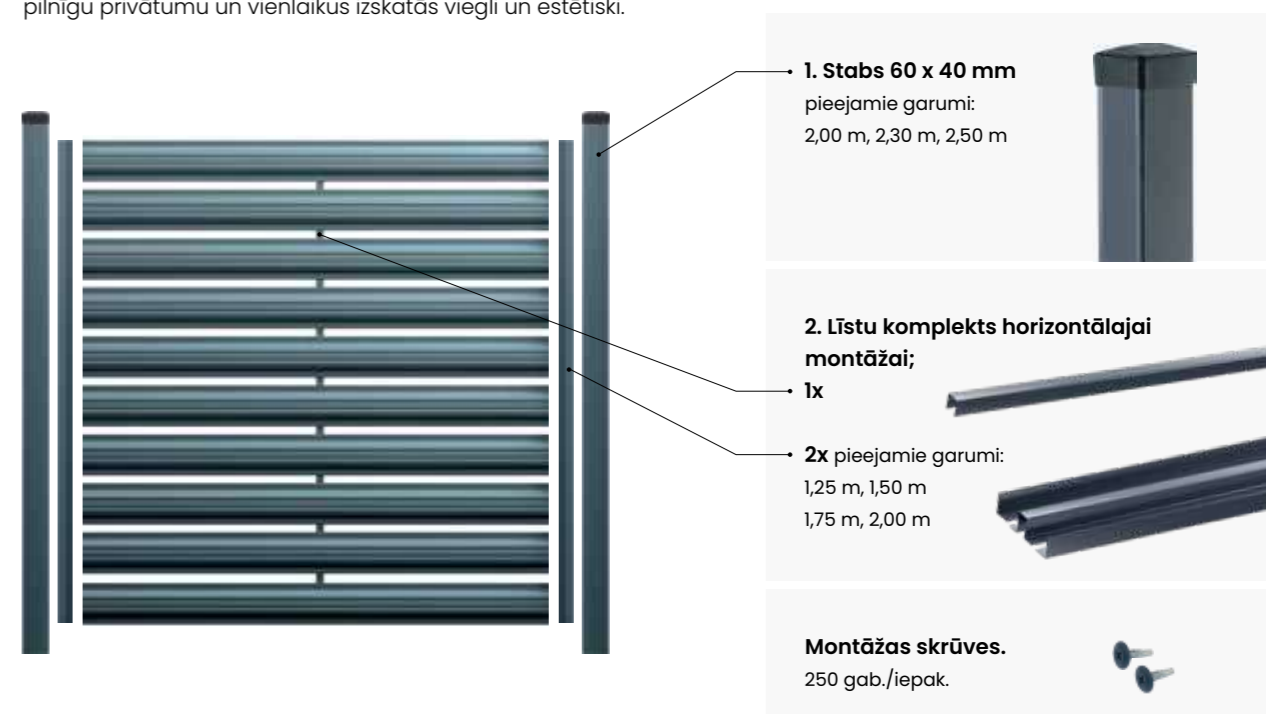 pilnīgu privātumu un vienlaikus izskatās viegli un estētiski.
1. Stabs 60 x 40 mm
pieejamie garumi:
2,00 m, 2,30 m, 2,50 m
2. Līstu komplekts horizontālajai
montāžai;
1x
2x pieejamie garumi:
1,25 m, 1,50 m
1,75 m, 2,00 m
Montāžas skrūves.
250 gab./iepak.